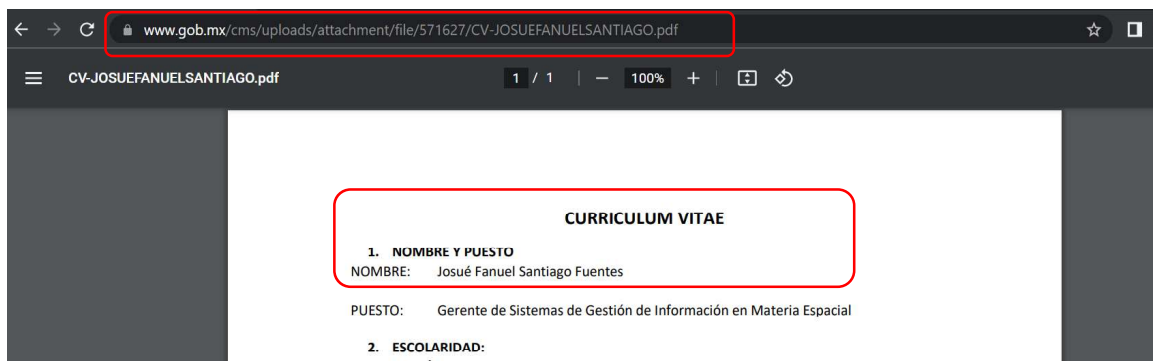 www.gob.mx/cms/uploads/attachment/file/571627/CV-JOSUEFANUELSANTIAGO.pdf
CV-JOSUEFANUELSANTIAGO.pdf 1 / 1 | − 100% + |
CURRICULUM VITAE
1. NOMBRE Y PUESTO
NOMBRE: Josué Fanuel Santiago Fuentes
PUESTO: Gerente de Sistemas de Gestión de Información en Materia Espacial
2. ESCOLARIDAD: